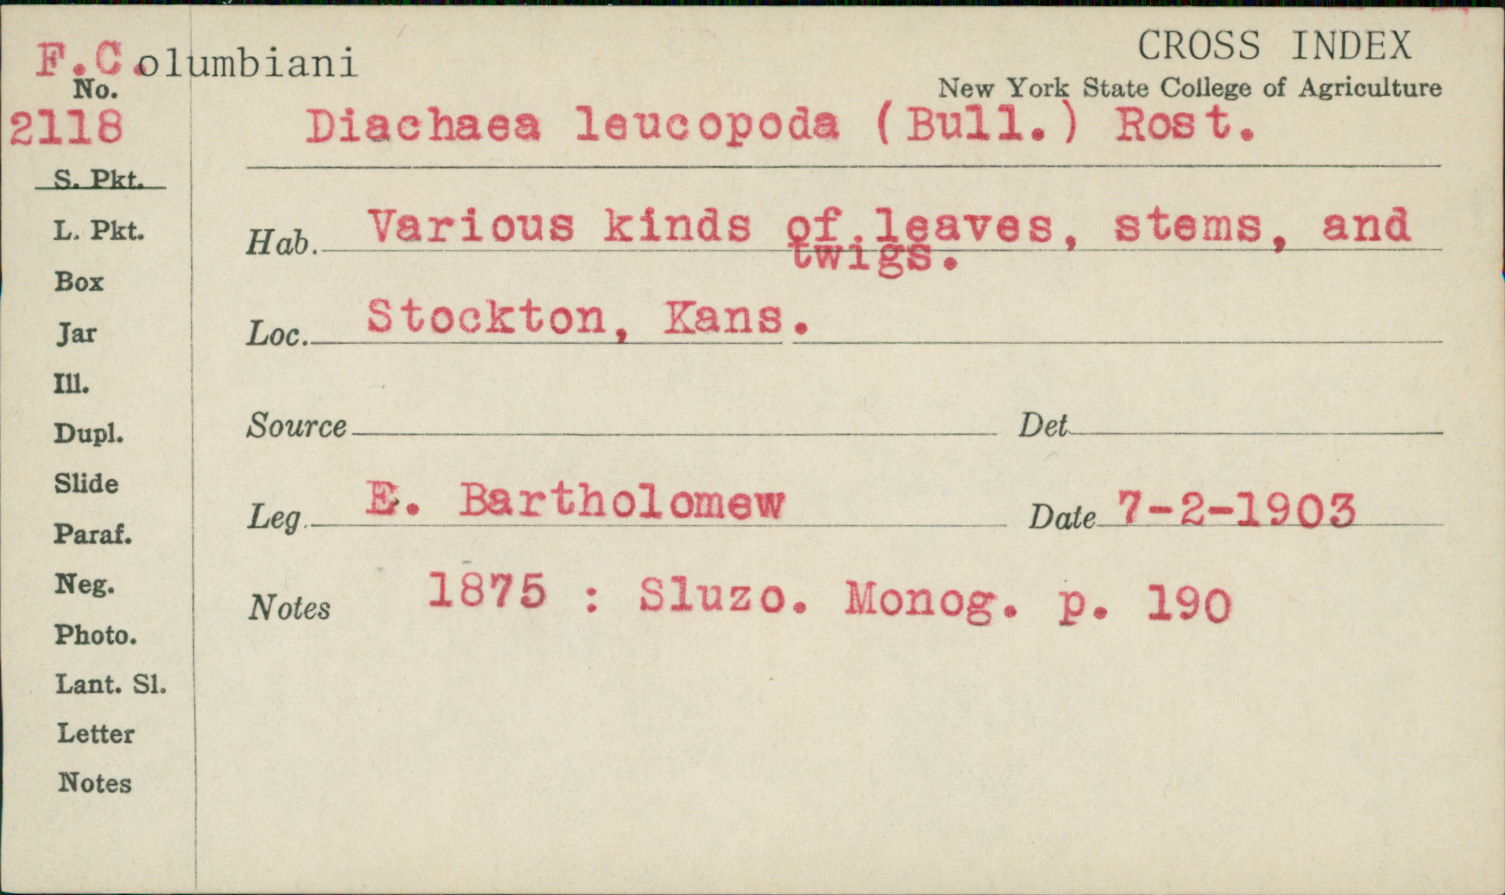 F.Columbiani
CROSS INDEX
No.
New York State College of Agriculture
2118
Diachaea leucopoda (Bull.) Rost.
S. Pkt.
L. Pkt.
Hab. Various kinds of leaves, stems, and
twigs.
Box
Jar
Loc. Stockton, Kans.
Ill.
Dupl.
Source
Det
Slide
Leg. E. Bartholomew
Date 7-2-1903
Paraf.
Neg.
Notes 1875 : Sluzo. Monog. p. 190
Photo.
Lant. Sl.
Letter
Notes